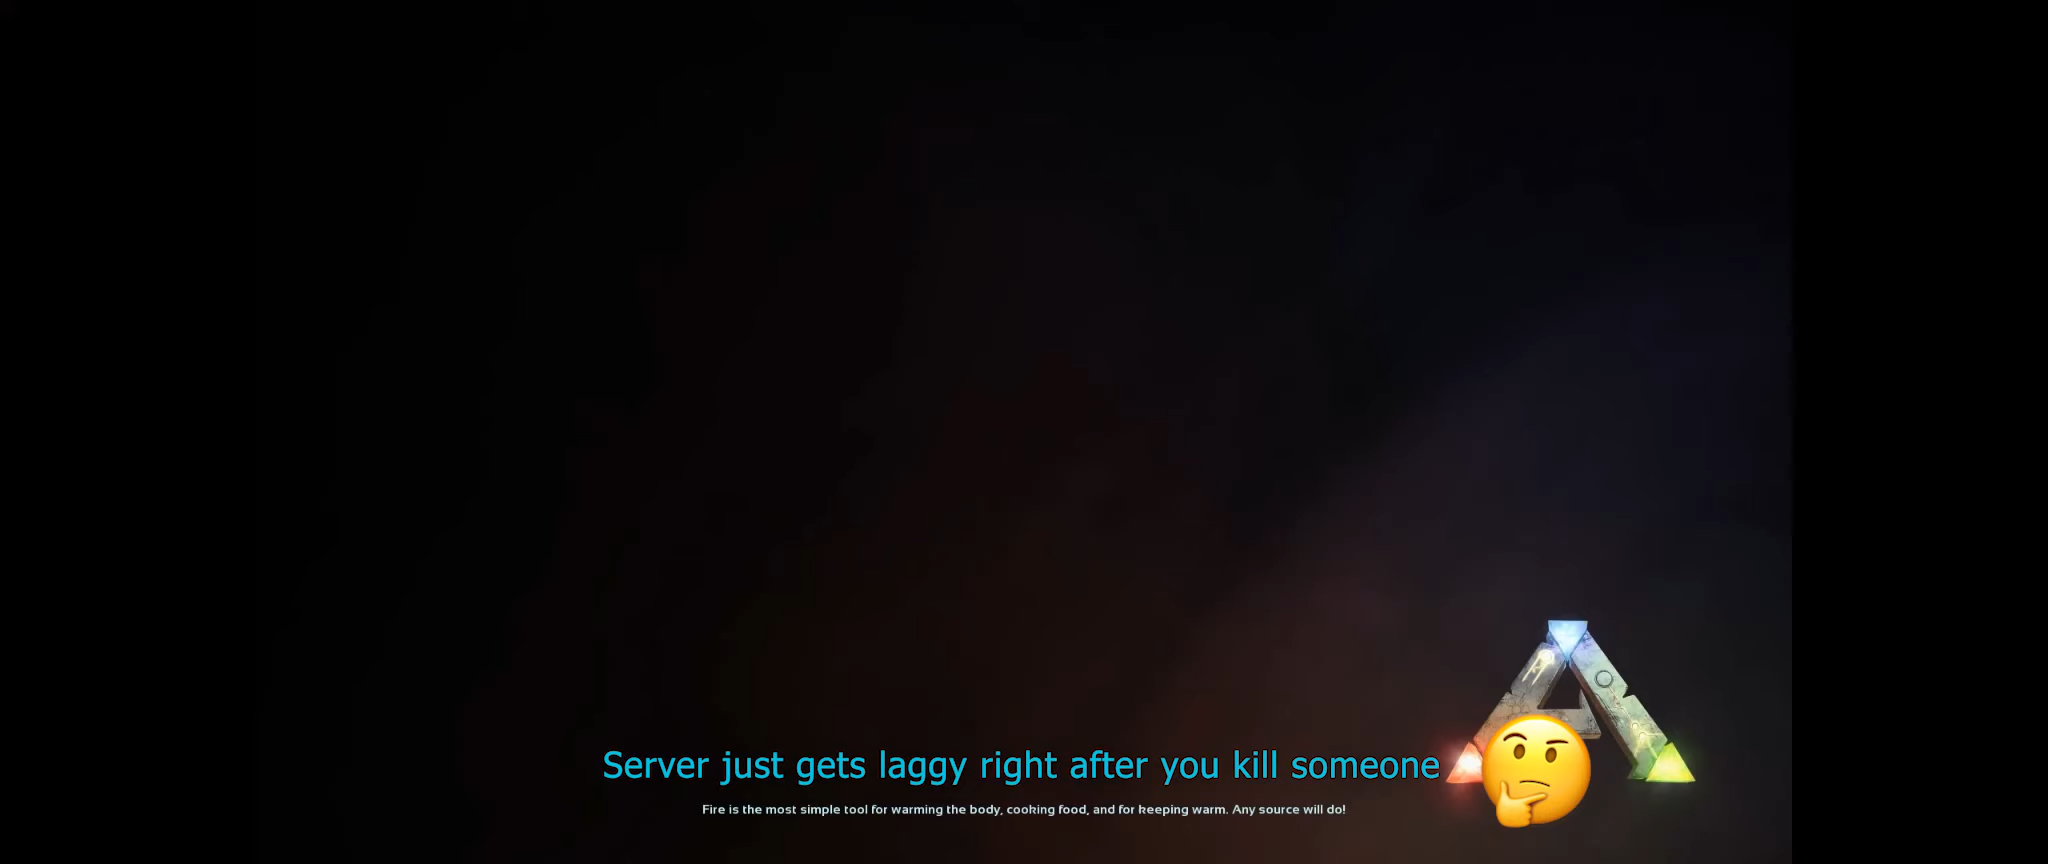 Server just gets laggy right after you kill someone
Fire is the most simple tool for warming the body, cooking food, and for keeping warm. Any source will do!